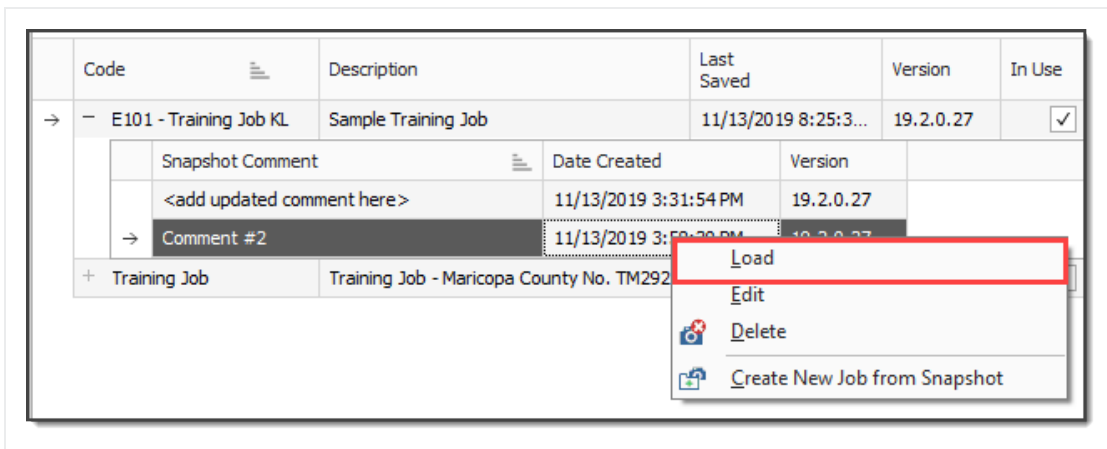 Code Description Last Saved Version In Use
E101 - Training Job KL Sample Training Job 11/13/2019 8:25:3... 19.2.0.27
Snapshot Comment Date Created Version
<add updated comment here> 11/13/2019 3:31:54 PM 19.2.0.27
Comment #2 11/13/2019
Load
Training Job Training Job - Maricopa County No. TM292
Edit
Delete
Create New Job from Snapshot